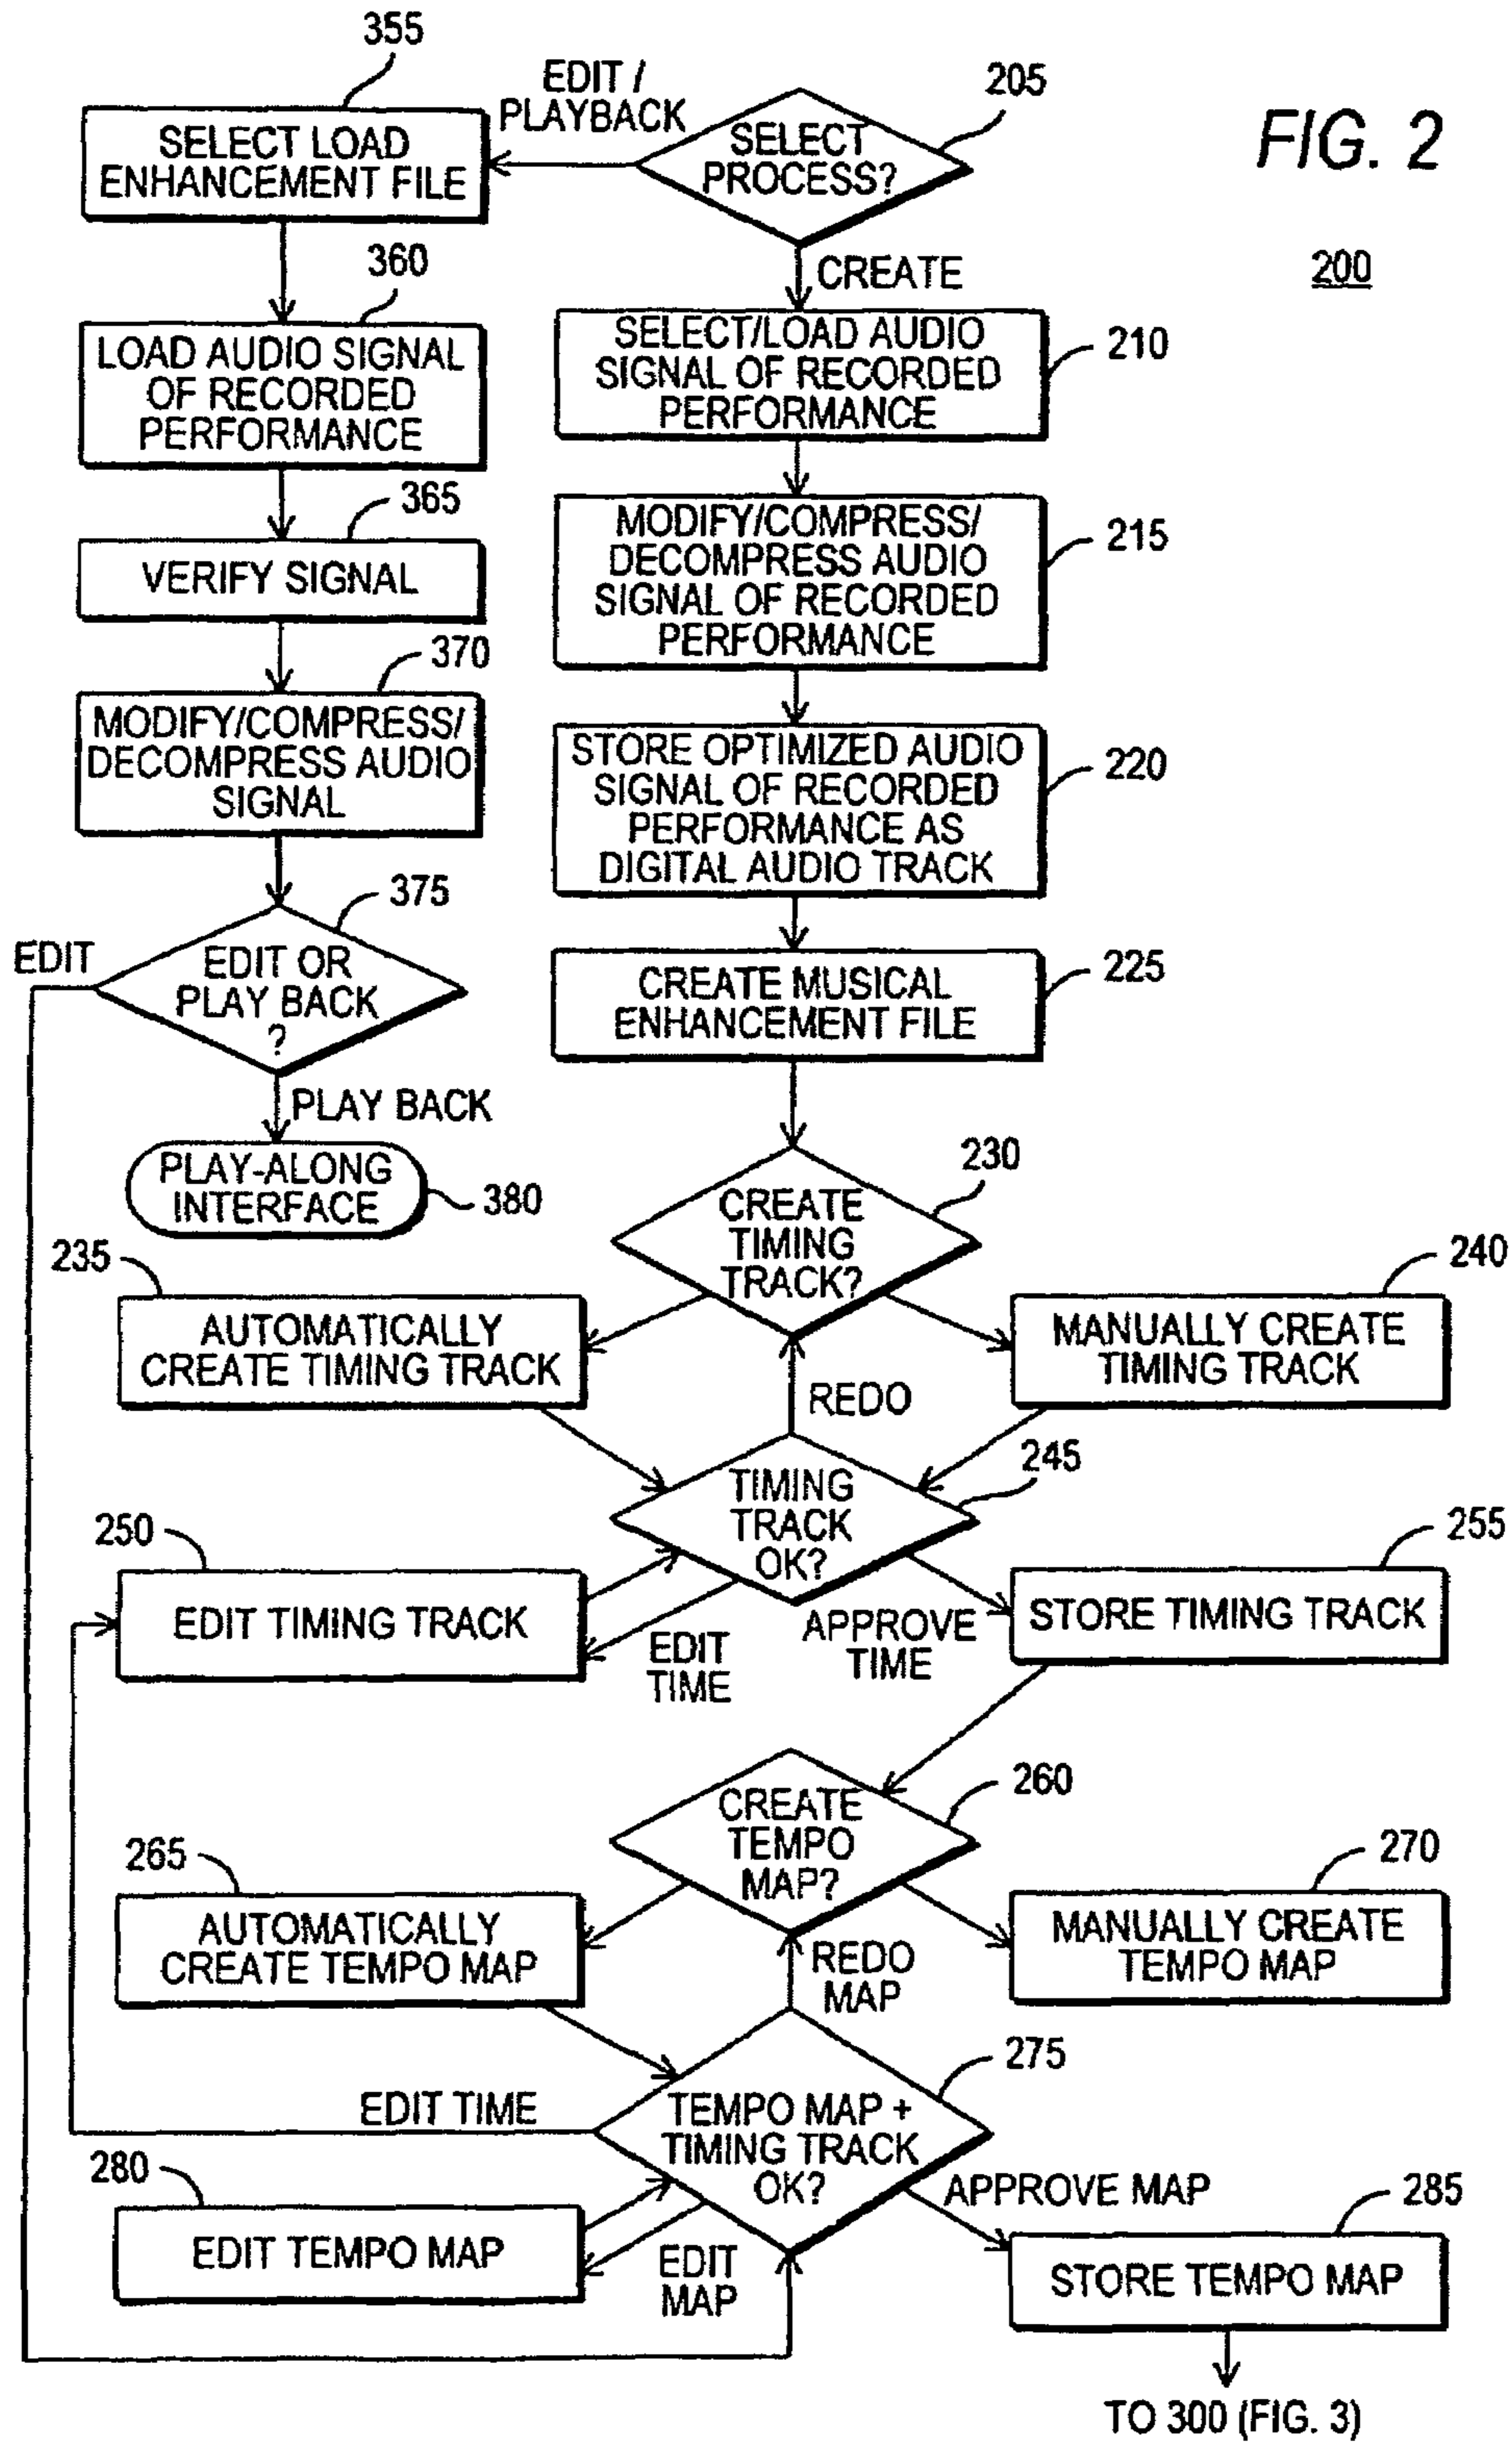 FIG. 2
200
355
EDIT /
PLAYBACK
205
SELECT LOAD
ENHANCEMENT FILE
SELECT
PROCESS?
CREATE
360
LOAD AUDIO SIGNAL
OF RECORDED
PERFORMANCE
SELECT/LOAD AUDIO
SIGNAL OF RECORDED
PERFORMANCE
210
365
VERIFY SIGNAL
MODIFY/COMPRESS/
DECOMPRESS AUDIO
SIGNAL OF RECORDED
PERFORMANCE
215
370
MODIFY/COMPRESS/
DECOMPRESS AUDIO
SIGNAL
STORE OPTIMIZED AUDIO
SIGNAL OF RECORDED
PERFORMANCE AS
DIGITAL AUDIO TRACK
220
375
EDIT
EDIT OR
PLAY BACK
?
CREATE MUSICAL
ENHANCEMENT FILE
225
PLAY BACK
PLAY-ALONG
INTERFACE
380
230
CREATE
TIMING
TRACK?
235
AUTOMATICALLY
CREATE TIMING TRACK
240
MANUALLY CREATE
TIMING TRACK
REDO
245
TIMING
TRACK
OK?
250
EDIT TIMING TRACK
EDIT
TIME
APPROVE
TIME
255
STORE TIMING TRACK
260
CREATE
TEMPO
MAP?
265
AUTOMATICALLY
CREATE TEMPO MAP
270
MANUALLY CREATE
TEMPO MAP
REDO
MAP
275
EDIT TIME
TEMPO MAP +
TIMING TRACK
OK?
280
EDIT TEMPO MAP
EDIT
MAP
APPROVE MAP
285
STORE TEMPO MAP
TO 300 (FIG. 3)